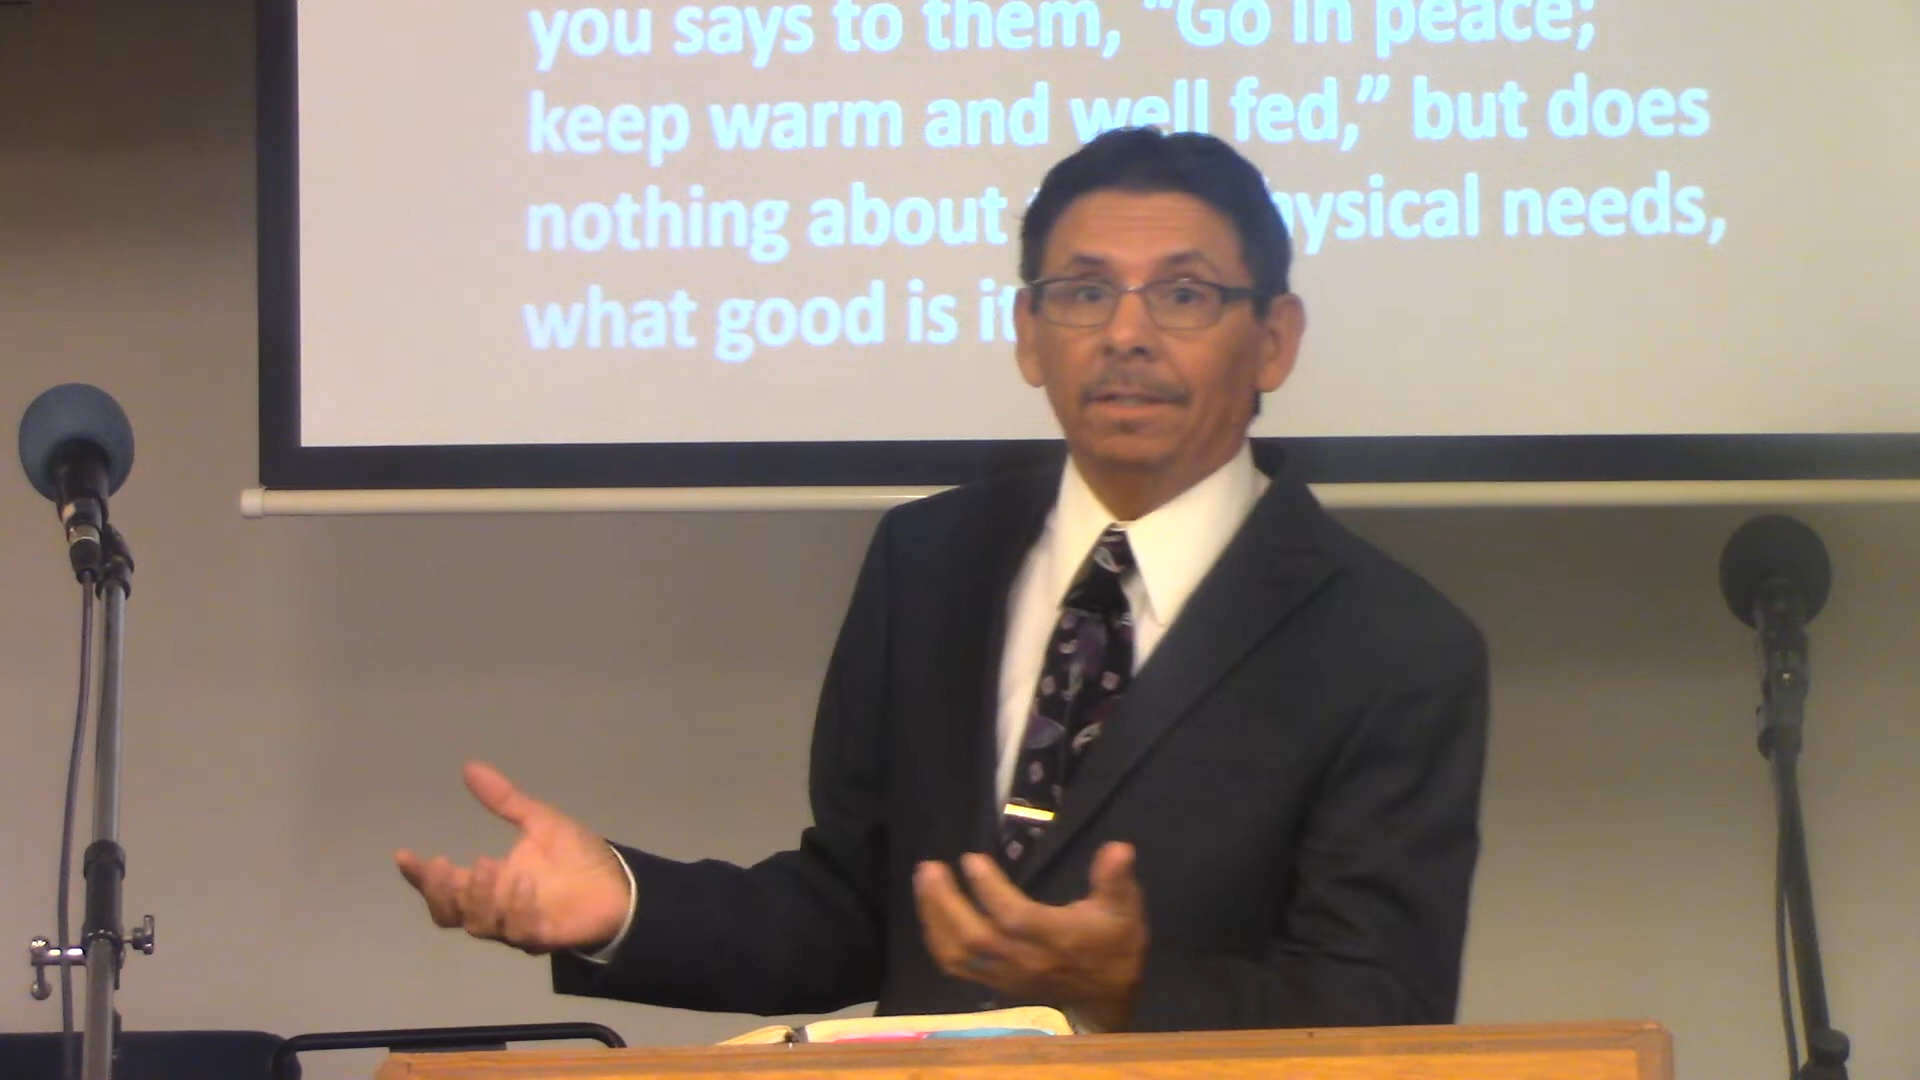 you says to them, “Go in peace;
keep warm and well fed,” but does
nothing about physical needs,
what good is it